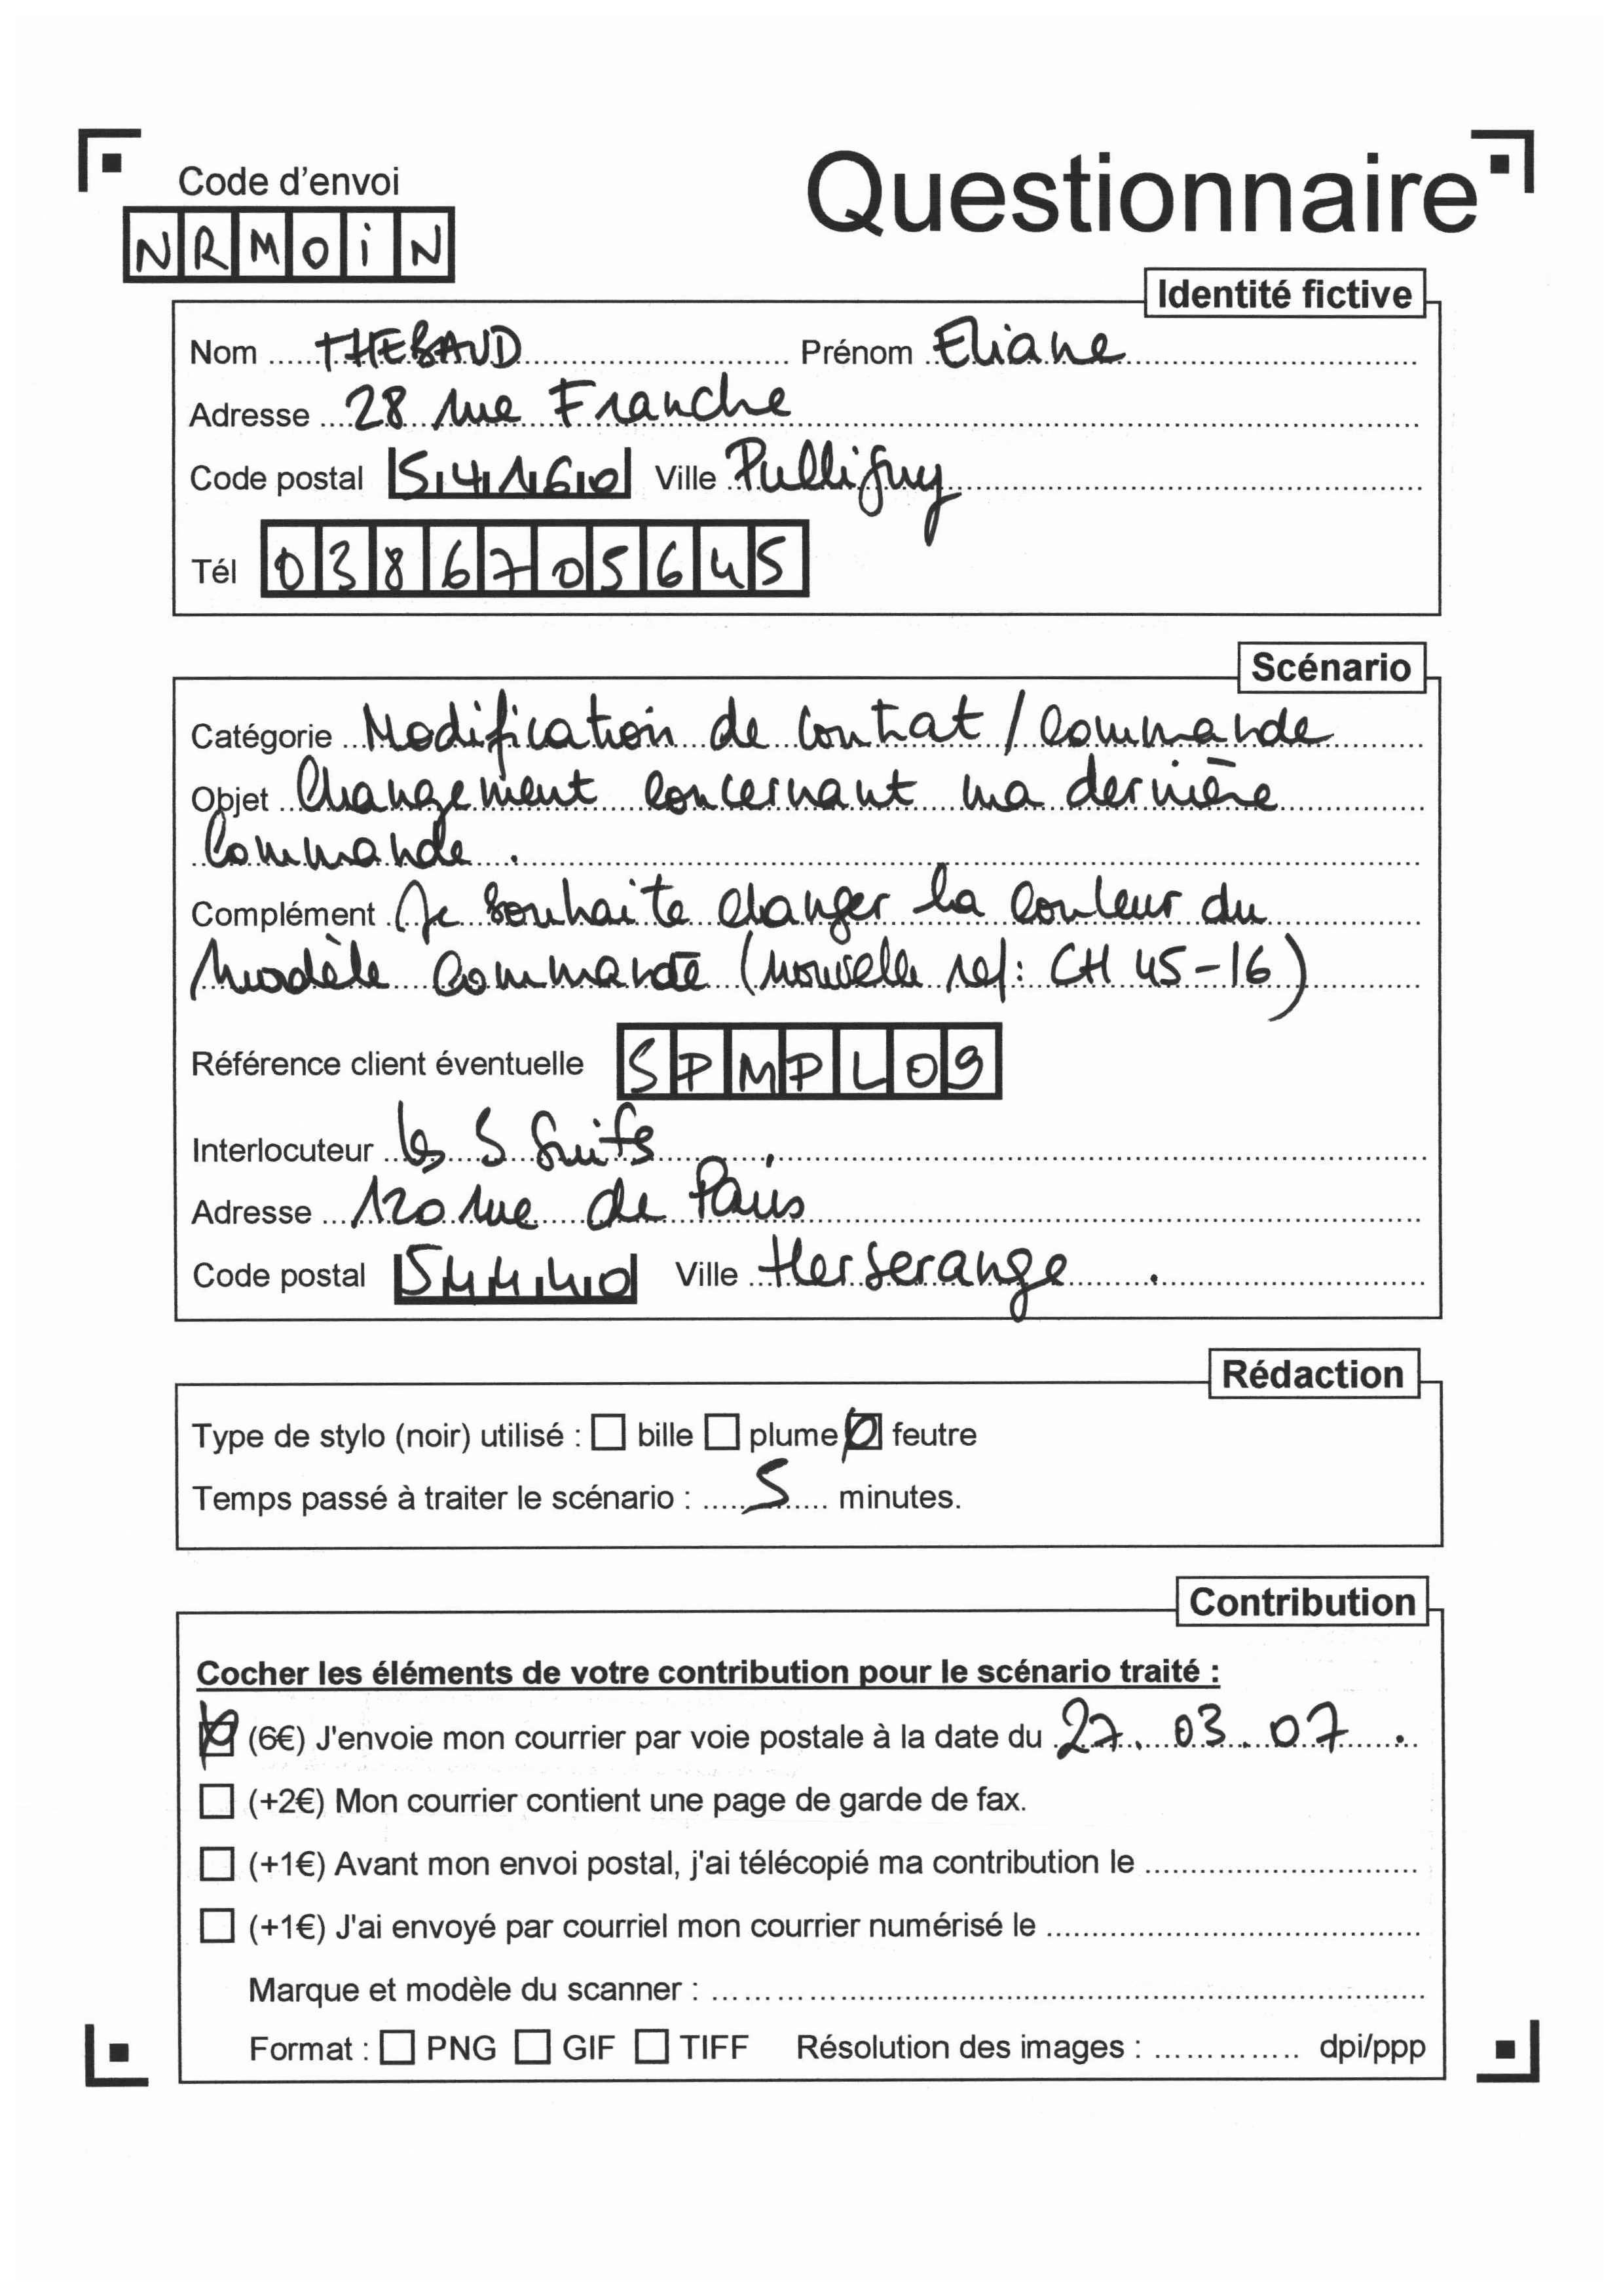 Code d'envoi
Questionnaire
NRMOiN
Identité fictive
Nom THEBAUD Prénom Eliane
Adresse 28 rue Franche
Code postal 54160 Ville Pulligny
Tél 0386705645
Scénario
Catégorie Modification de contrat / commande
Objet Changement concernant ma dernière
commande.
Complément Je souhaite changer la couleur du
modèle commandé (nouvelle ref: CH 45-16)
Référence client éventuelle SPMPL09
Interlocuteur les 3 Suifs
Adresse 120 rue de Paris
Code postal 54440 Ville Herserange
Rédaction
Type de stylo (noir) utilisé : bille plume feutre
Temps passé à traiter le scénario : 5 minutes.
Contribution
Cocher les éléments de votre contribution pour le scénario traité :
(6€) J'envoie mon courrier par voie postale à la date du 27.03.07
(+2€) Mon courrier contient une page de garde de fax.
(+1€) Avant mon envoi postal, j'ai télécopié ma contribution le
(+1€) J'ai envoyé par courriel mon courrier numérisé le
Marque et modèle du scanner :
Format : PNG GIF TIFF Résolution des images : dpi/ppp